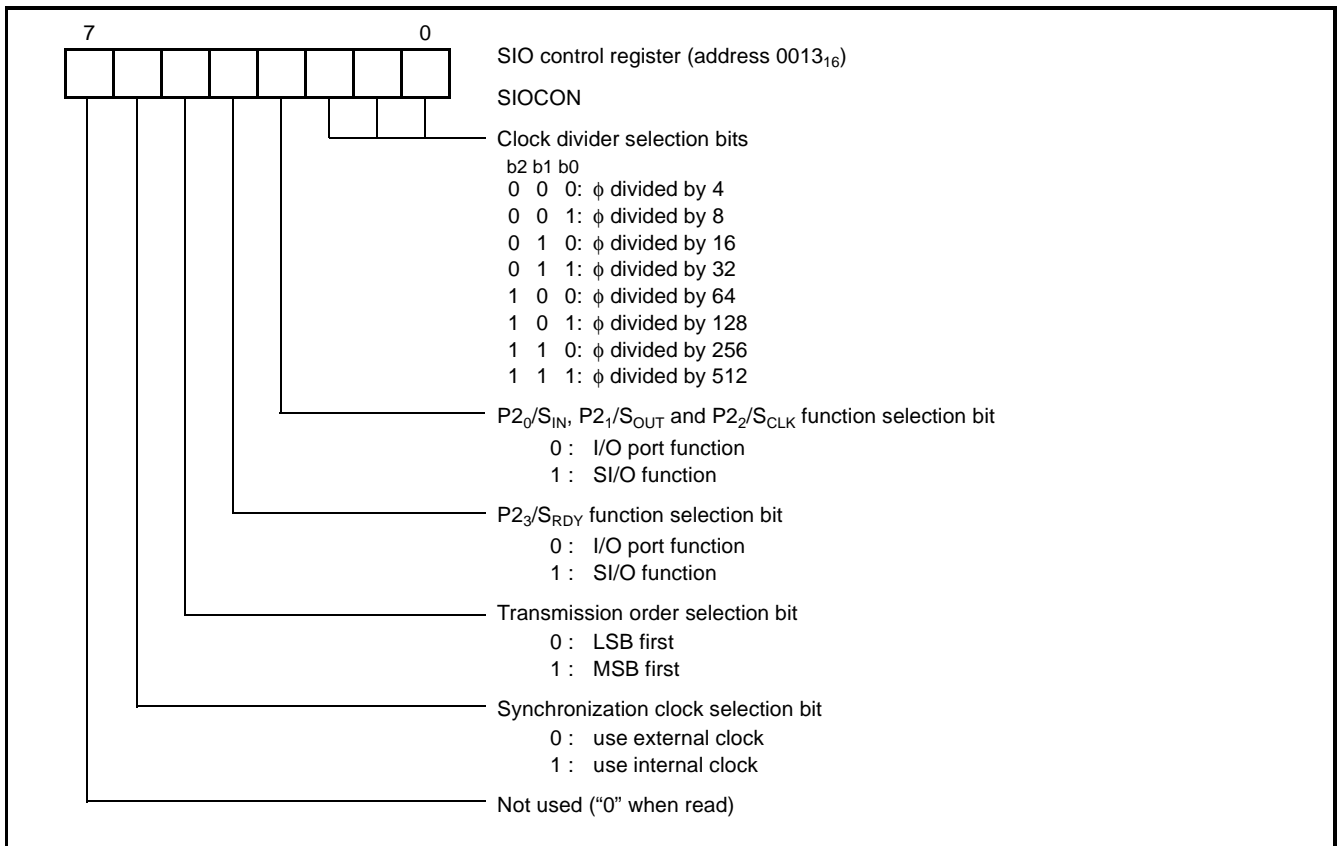 7 0
SIO control register (address 0013₁₆)
SIOCON
Clock divider selection bits
b2 b1 b0
0 0 0: ϕ divided by 4
0 0 1: ϕ divided by 8
0 1 0: ϕ divided by 16
0 1 1: ϕ divided by 32
1 0 0: ϕ divided by 64
1 0 1: ϕ divided by 128
1 1 0: ϕ divided by 256
1 1 1: ϕ divided by 512
P2₀/S_IN, P2₁/S_OUT and P2₂/S_CLK function selection bit
0 : I/O port function
1 : SI/O function
P2₃/S_RDY function selection bit
0 : I/O port function
1 : SI/O function
Transmission order selection bit
0 : LSB first
1 : MSB first
Synchronization clock selection bit
0 : use external clock
1 : use internal clock
Not used (“0” when read)